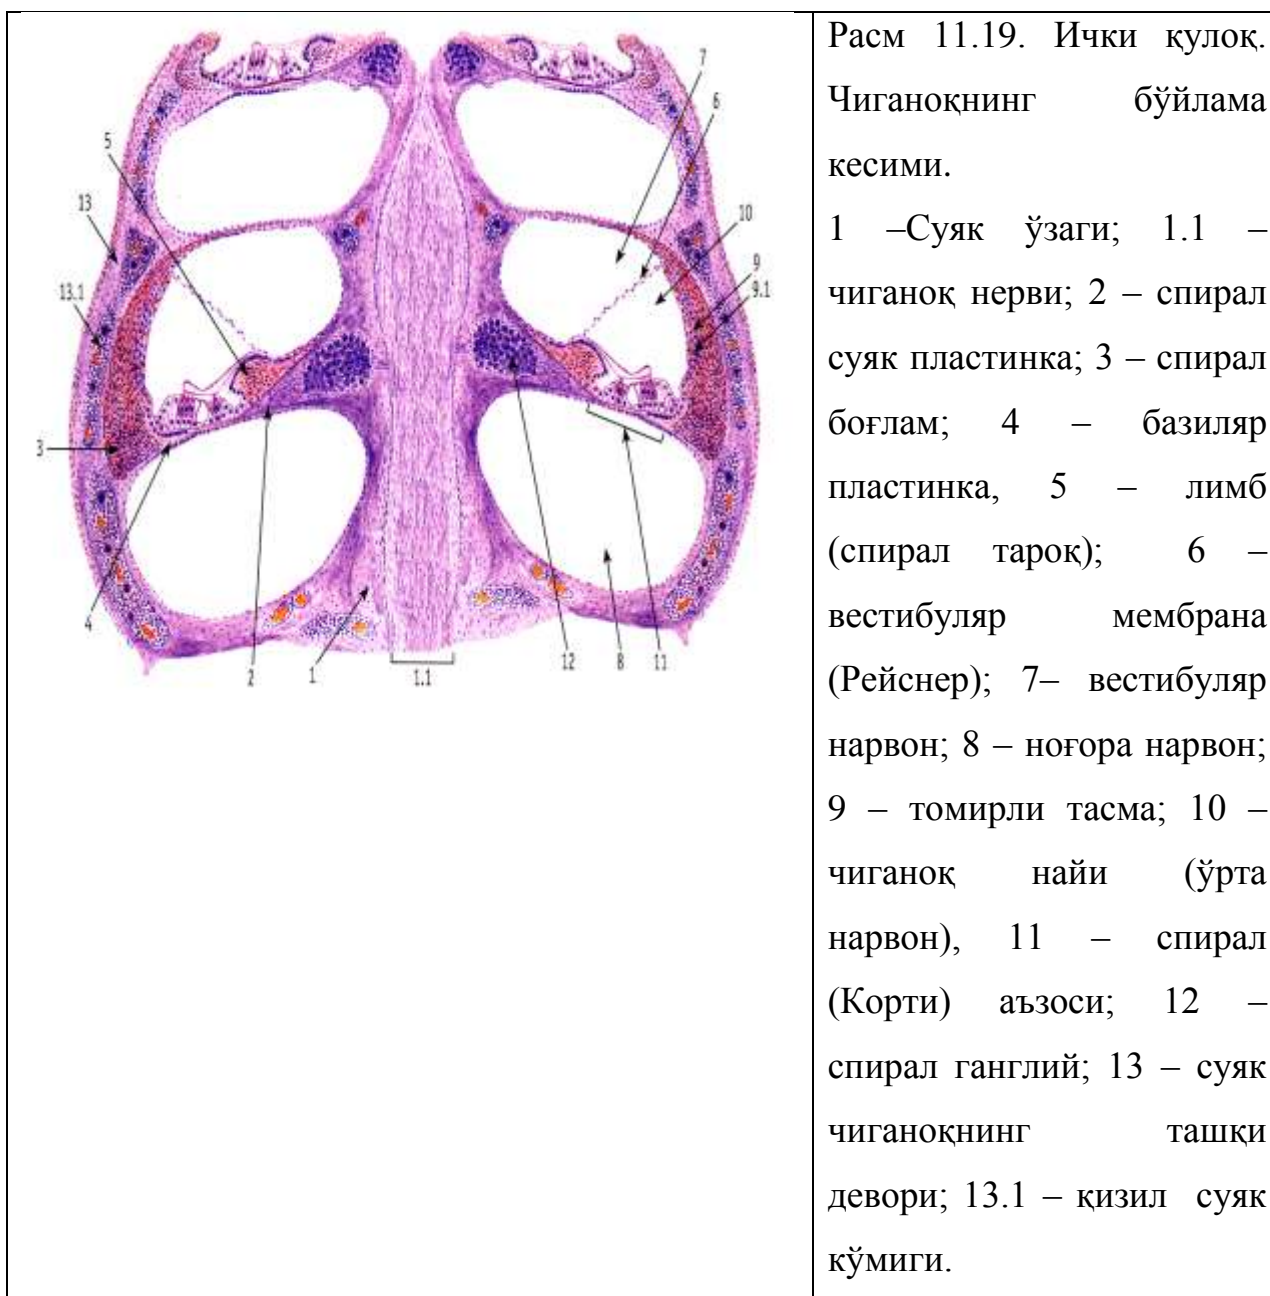 7
6
5
13
10
9
13.1
9.1
3
4
2
1
1.1
12
8
11
Расм 11.19. Ички қулоқ.
Чиганоқнинг бўйлама
кесими.
1 –Суяк ўзаги; 1.1 –
чиганоқ нерви; 2 – спирал
суяк пластинка; 3 – спирал
боғлам; 4 – базиляр
пластинка, 5 – лимб
(спирал тароқ); 6 –
вестибуляр мембрана
(Рейснер); 7– вестибуляр
нарвон; 8 – ноғора нарвон;
9 – томирли тасма; 10 –
чиганоқ найи (ўрта
нарвон), 11 – спирал
(Корти) аъзоси; 12 –
спирал ганглий; 13 – суяк
чиганоқнинг ташқи
девори; 13.1 – қизил суяк
кўмиги.